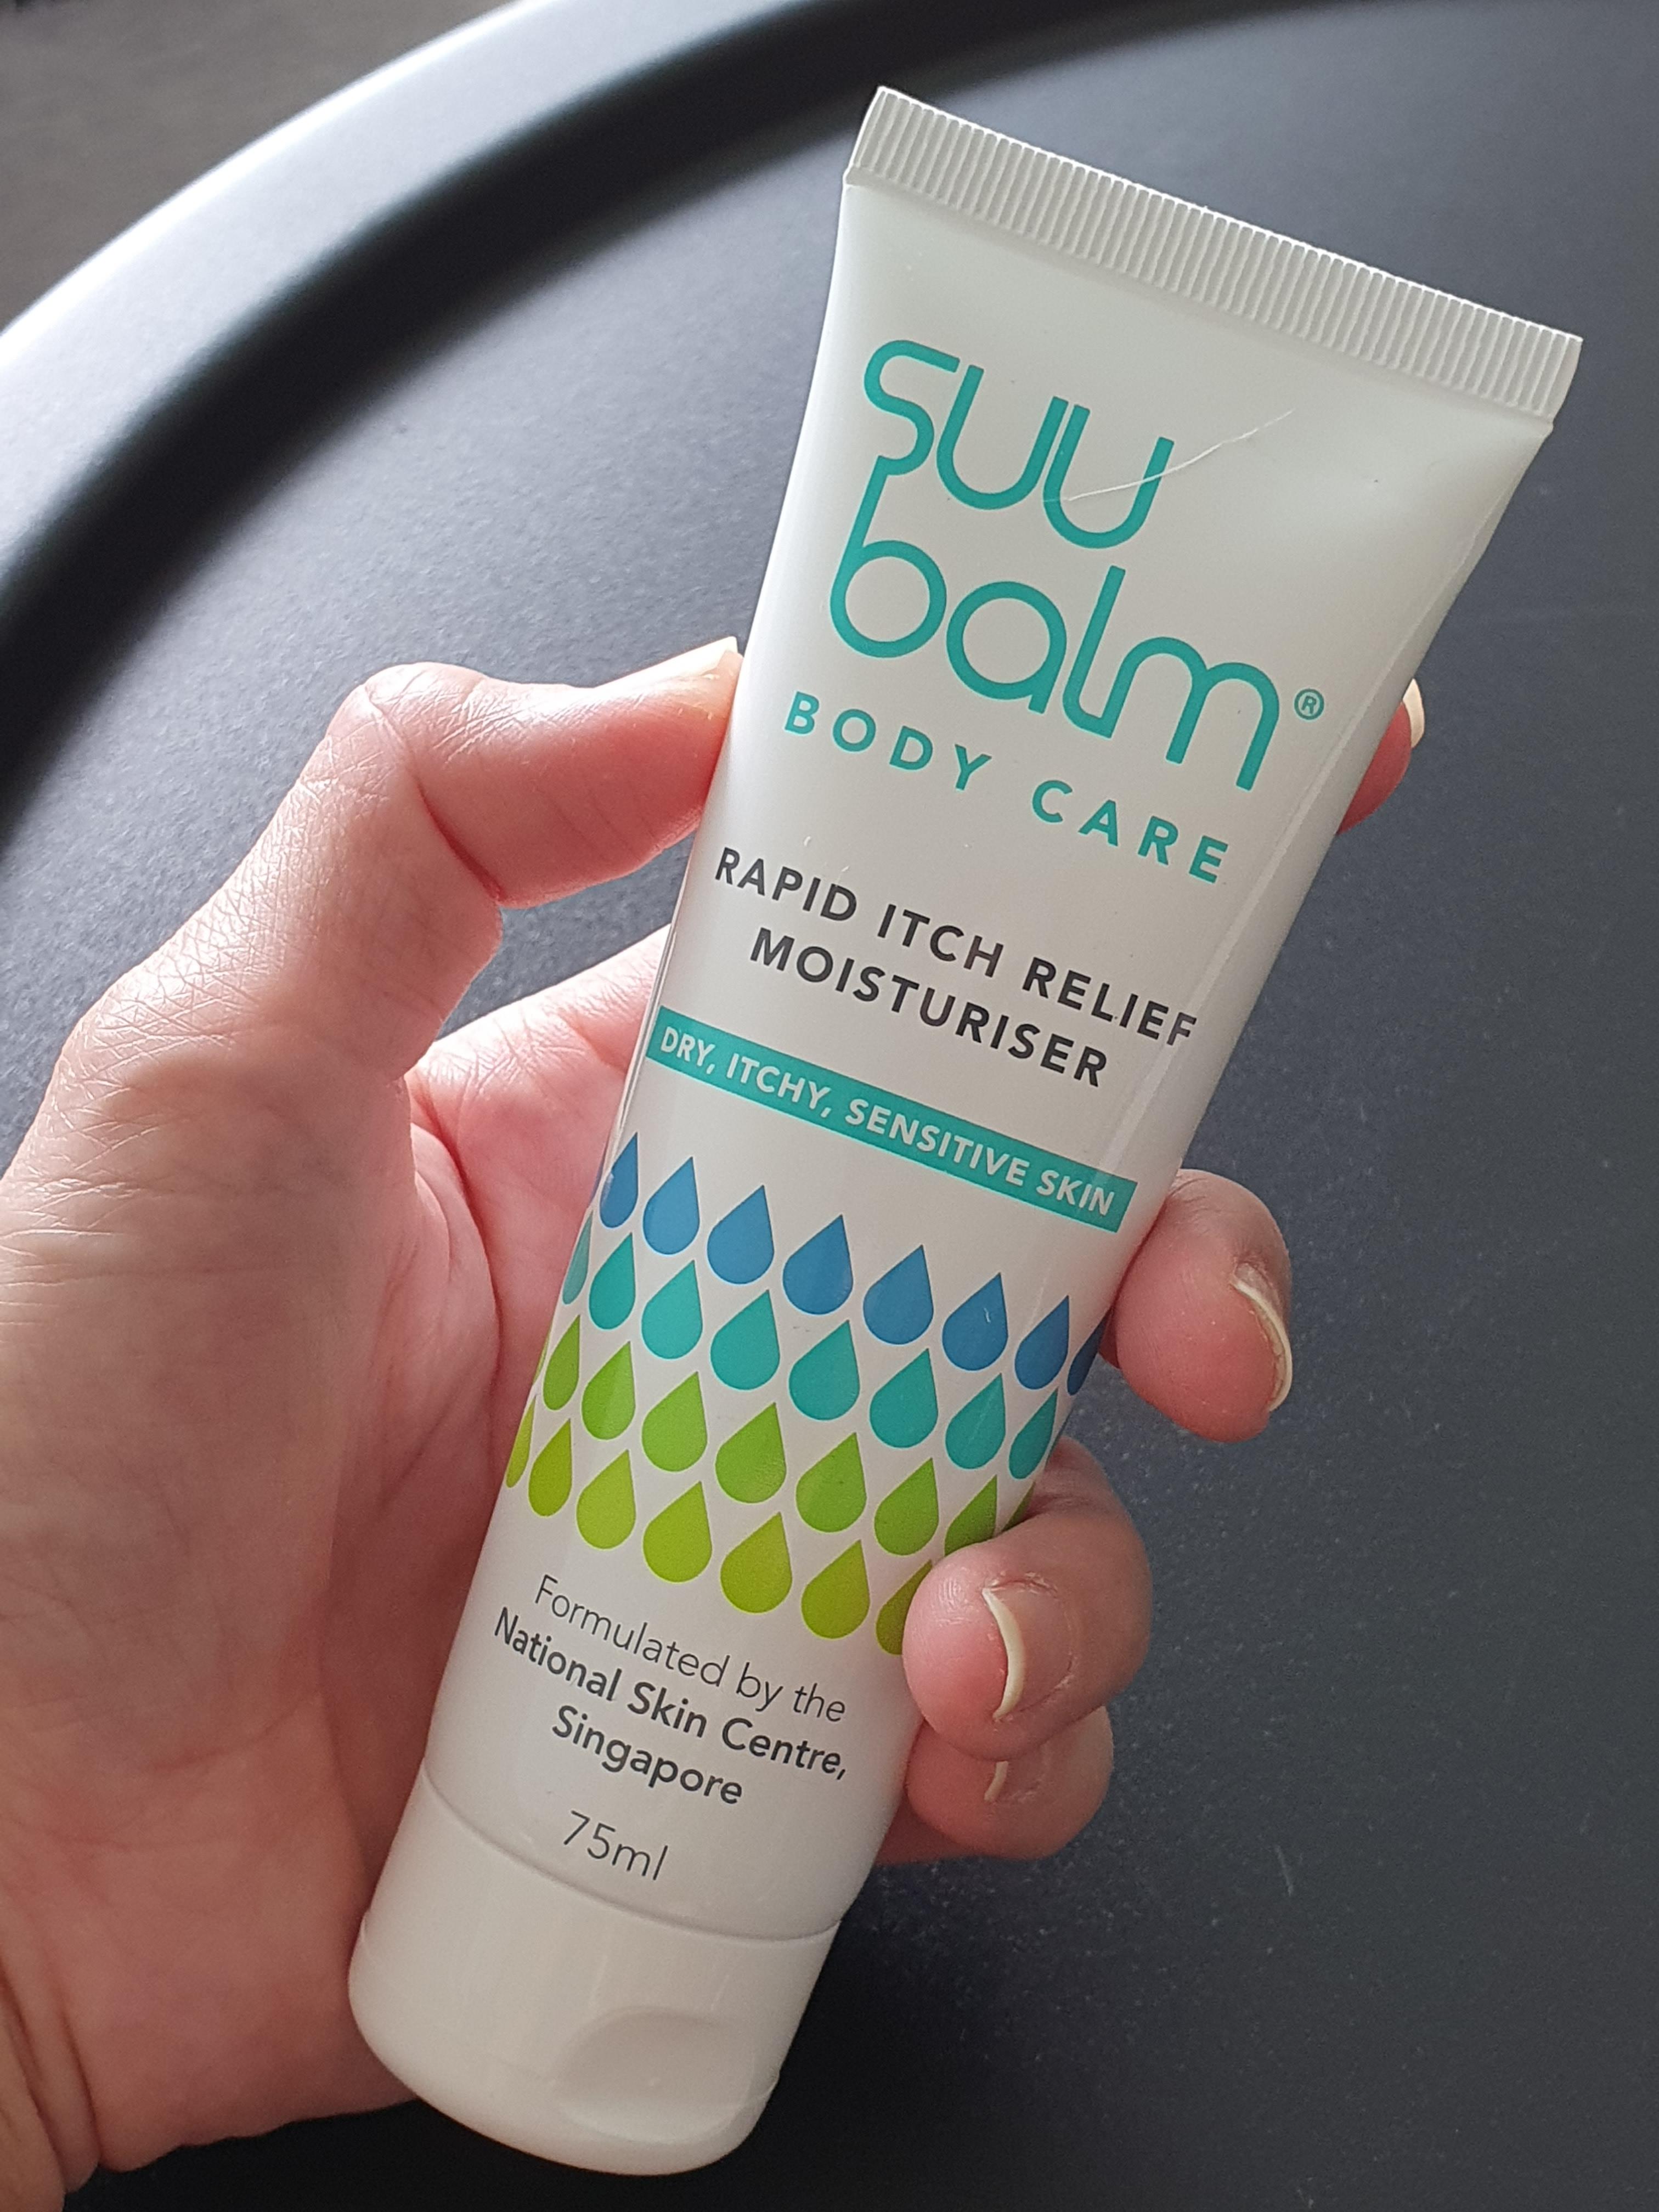 suu
balm®
BODY CARE
RAPID ITCH RELIEF
MOISTURISER
DRY, ITCHY, SENSITIVE SKIN
Formulated by the
National Skin Centre,
Singapore
75ml